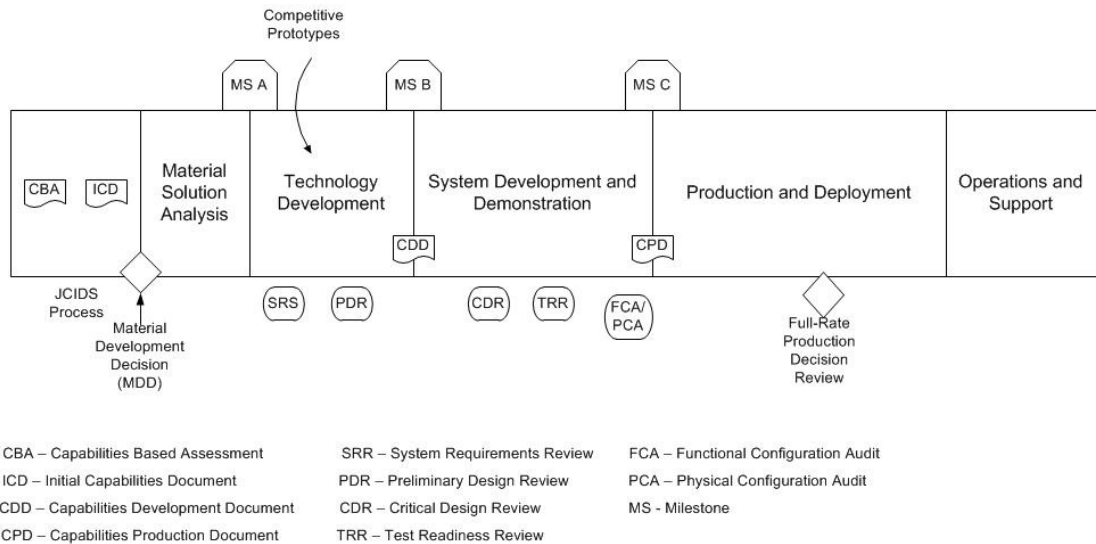 Competitive
Prototypes
MS A
MS B
MS C
CBA
ICD
Material
Solution
Analysis
Technology
Development
System Development and
Demonstration
Production and Deployment
Operations and
Support
CDD
CPD
JCIDS
Process
Material
Development
Decision
(MDD)
SRS
PDR
CDR
TRR
FCA/
PCA
Full-Rate
Production
Decision
Review
CBA – Capabilities Based Assessment
ICD – Initial Capabilities Document
CDD – Capabilities Development Document
CPD – Capabilities Production Document
SRR – System Requirements Review
PDR – Preliminary Design Review
CDR – Critical Design Review
TRR – Test Readiness Review
FCA – Functional Configuration Audit
PCA – Physical Configuration Audit
MS - Milestone